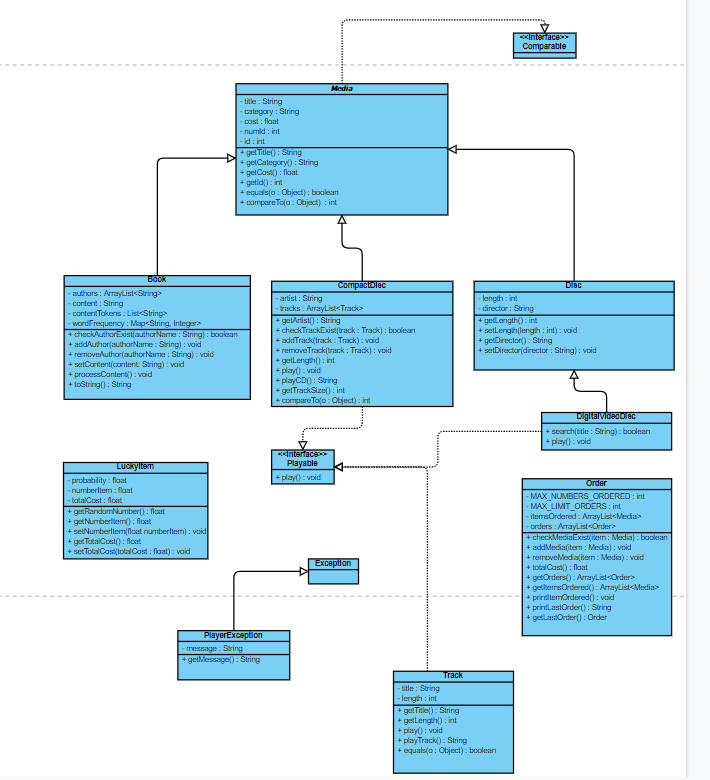 <<Interface>>
Comparable
Media
- title : String
- category : String
- cost : float
- numId : int
- id : int
+ getTitle() : String
+ getCategory() : String
+ getCost() : float
+ getId() : int
+ equals(o : Object) : boolean
+ compareTo(o : Object) : int
Book
- authors : ArrayList<String>
- content : String
- contentTokens : List<String>
- wordFrequency : Map<String, Integer>
+ checkAuthorExist(authorName : String) : boolean
+ addAuthor(authorName : String) : void
+ removeAuthor(authorName : String) : void
+ setContent(content: String) : void
+ processContent() : void
+ toString() : String
CompactDisc
- artist : String
- tracks : ArrayList<Track>
+ getArtist() : String
+ checkTrackExist(track : Track) : boolean
+ addTrack(track : Track) : void
+ removeTrack(track : Track) : void
+ getLength() : int
+ play() : void
+ playCD() : String
+ getTrackSize() : int
+ compareTo(o : Object) : int
Disc
- length : int
- director : String
+ getLength() : int
+ setLength(length : int) : void
+ getDirector() : String
+ setDirector(director : String) : void
DigitalVideoDisc
+ search(title : String) : boolean
+ play() : void
<<Interface>>
Playable
+ play() : void
LuckyItem
- probability : float
- numberItem : float
- totalCost : float
+ getRandomNumber() : float
+ getNumberItem() : float
+ setNumberItem(float numberItem) : void
+ getTotalCost() : float
+ setTotalCost(totalCost : float) : void
Order
- MAX_NUMBERS_ORDERED : int
- MAX_LIMIT_ORDERS : int
- itemsOrdered : ArrayList<Media>
- orders : ArrayList<Order>
+ checkMediaExist(item : Media) : boolean
+ addMedia(item : Media) : void
+ removeMedia(item : Media) : void
+ totalCost() : float
+ getOrders() : ArrayList<Order>
+ getItemsOrdered() : ArrayList<Media>
+ printItemOrdered() : void
+ printLastOrder() : String
+ getLastOrder() : Order
Exception
PlayerException
- message : String
+ getMessage() : String
Track
- title : String
- length : int
+ getTitle() : String
+ getLength() : int
+ play() : void
+ playTrack() : String
+ equals(o : Object) : boolean